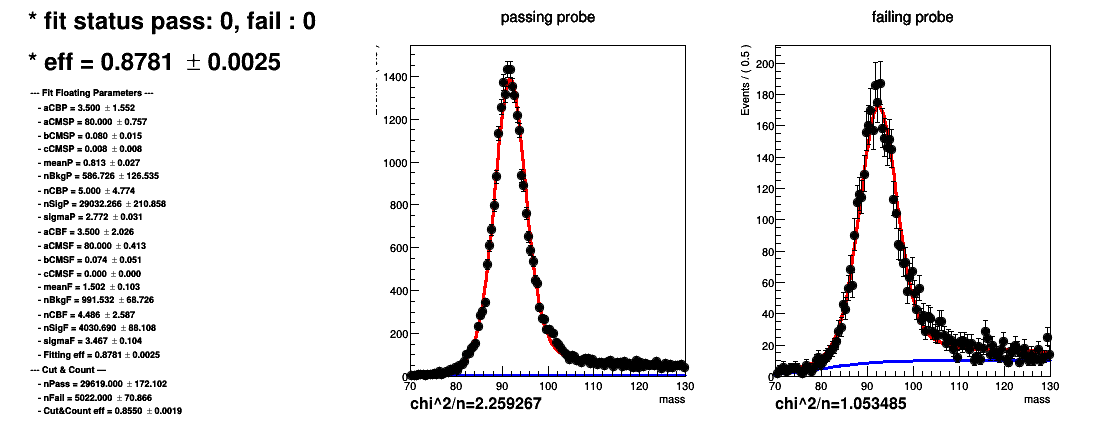 * fit status pass: 0, fail : 0
* eff = 0.8781 ± 0.0025
--- Fit Floating Parameters ---
- aCBP = 3.500 ± 1.552
- aCMSP = 80.000 ± 0.757
- bCMSP = 0.080 ± 0.015
- cCMSP = 0.008 ± 0.008
- meanP = 0.813 ± 0.027
- nBkgP = 586.726 ± 126.535
- nCBP = 5.000 ± 4.774
- nSigP = 29032.266 ± 210.858
- sigmaP = 2.772 ± 0.031
- aCBF = 3.500 ± 2.026
- aCMSF = 80.000 ± 0.413
- bCMSF = 0.074 ± 0.051
- cCMSF = 0.000 ± 0.000
- meanF = 1.502 ± 0.103
- nBkgF = 991.532 ± 68.726
- nCBF = 4.486 ± 2.587
- nSigF = 4030.690 ± 88.108
- sigmaF = 3.467 ± 0.104
- Fitting eff = 0.8781 ± 0.0025
--- Cut & Count ---
- nPass = 29619.000 ± 172.102
- nFail = 5022.000 ± 70.866
- Cut&Count eff = 0.8550 ± 0.0019
passing probe
1400
1200
1000
800
600
400
200
0
70 80 90 100 110 120 130
mass
chi^2/n=2.259267
failing probe
Events / ( 0.5 )
200
180
160
140
120
100
80
60
40
20
0
70 80 90 100 110 120 130
mass
chi^2/n=1.053485